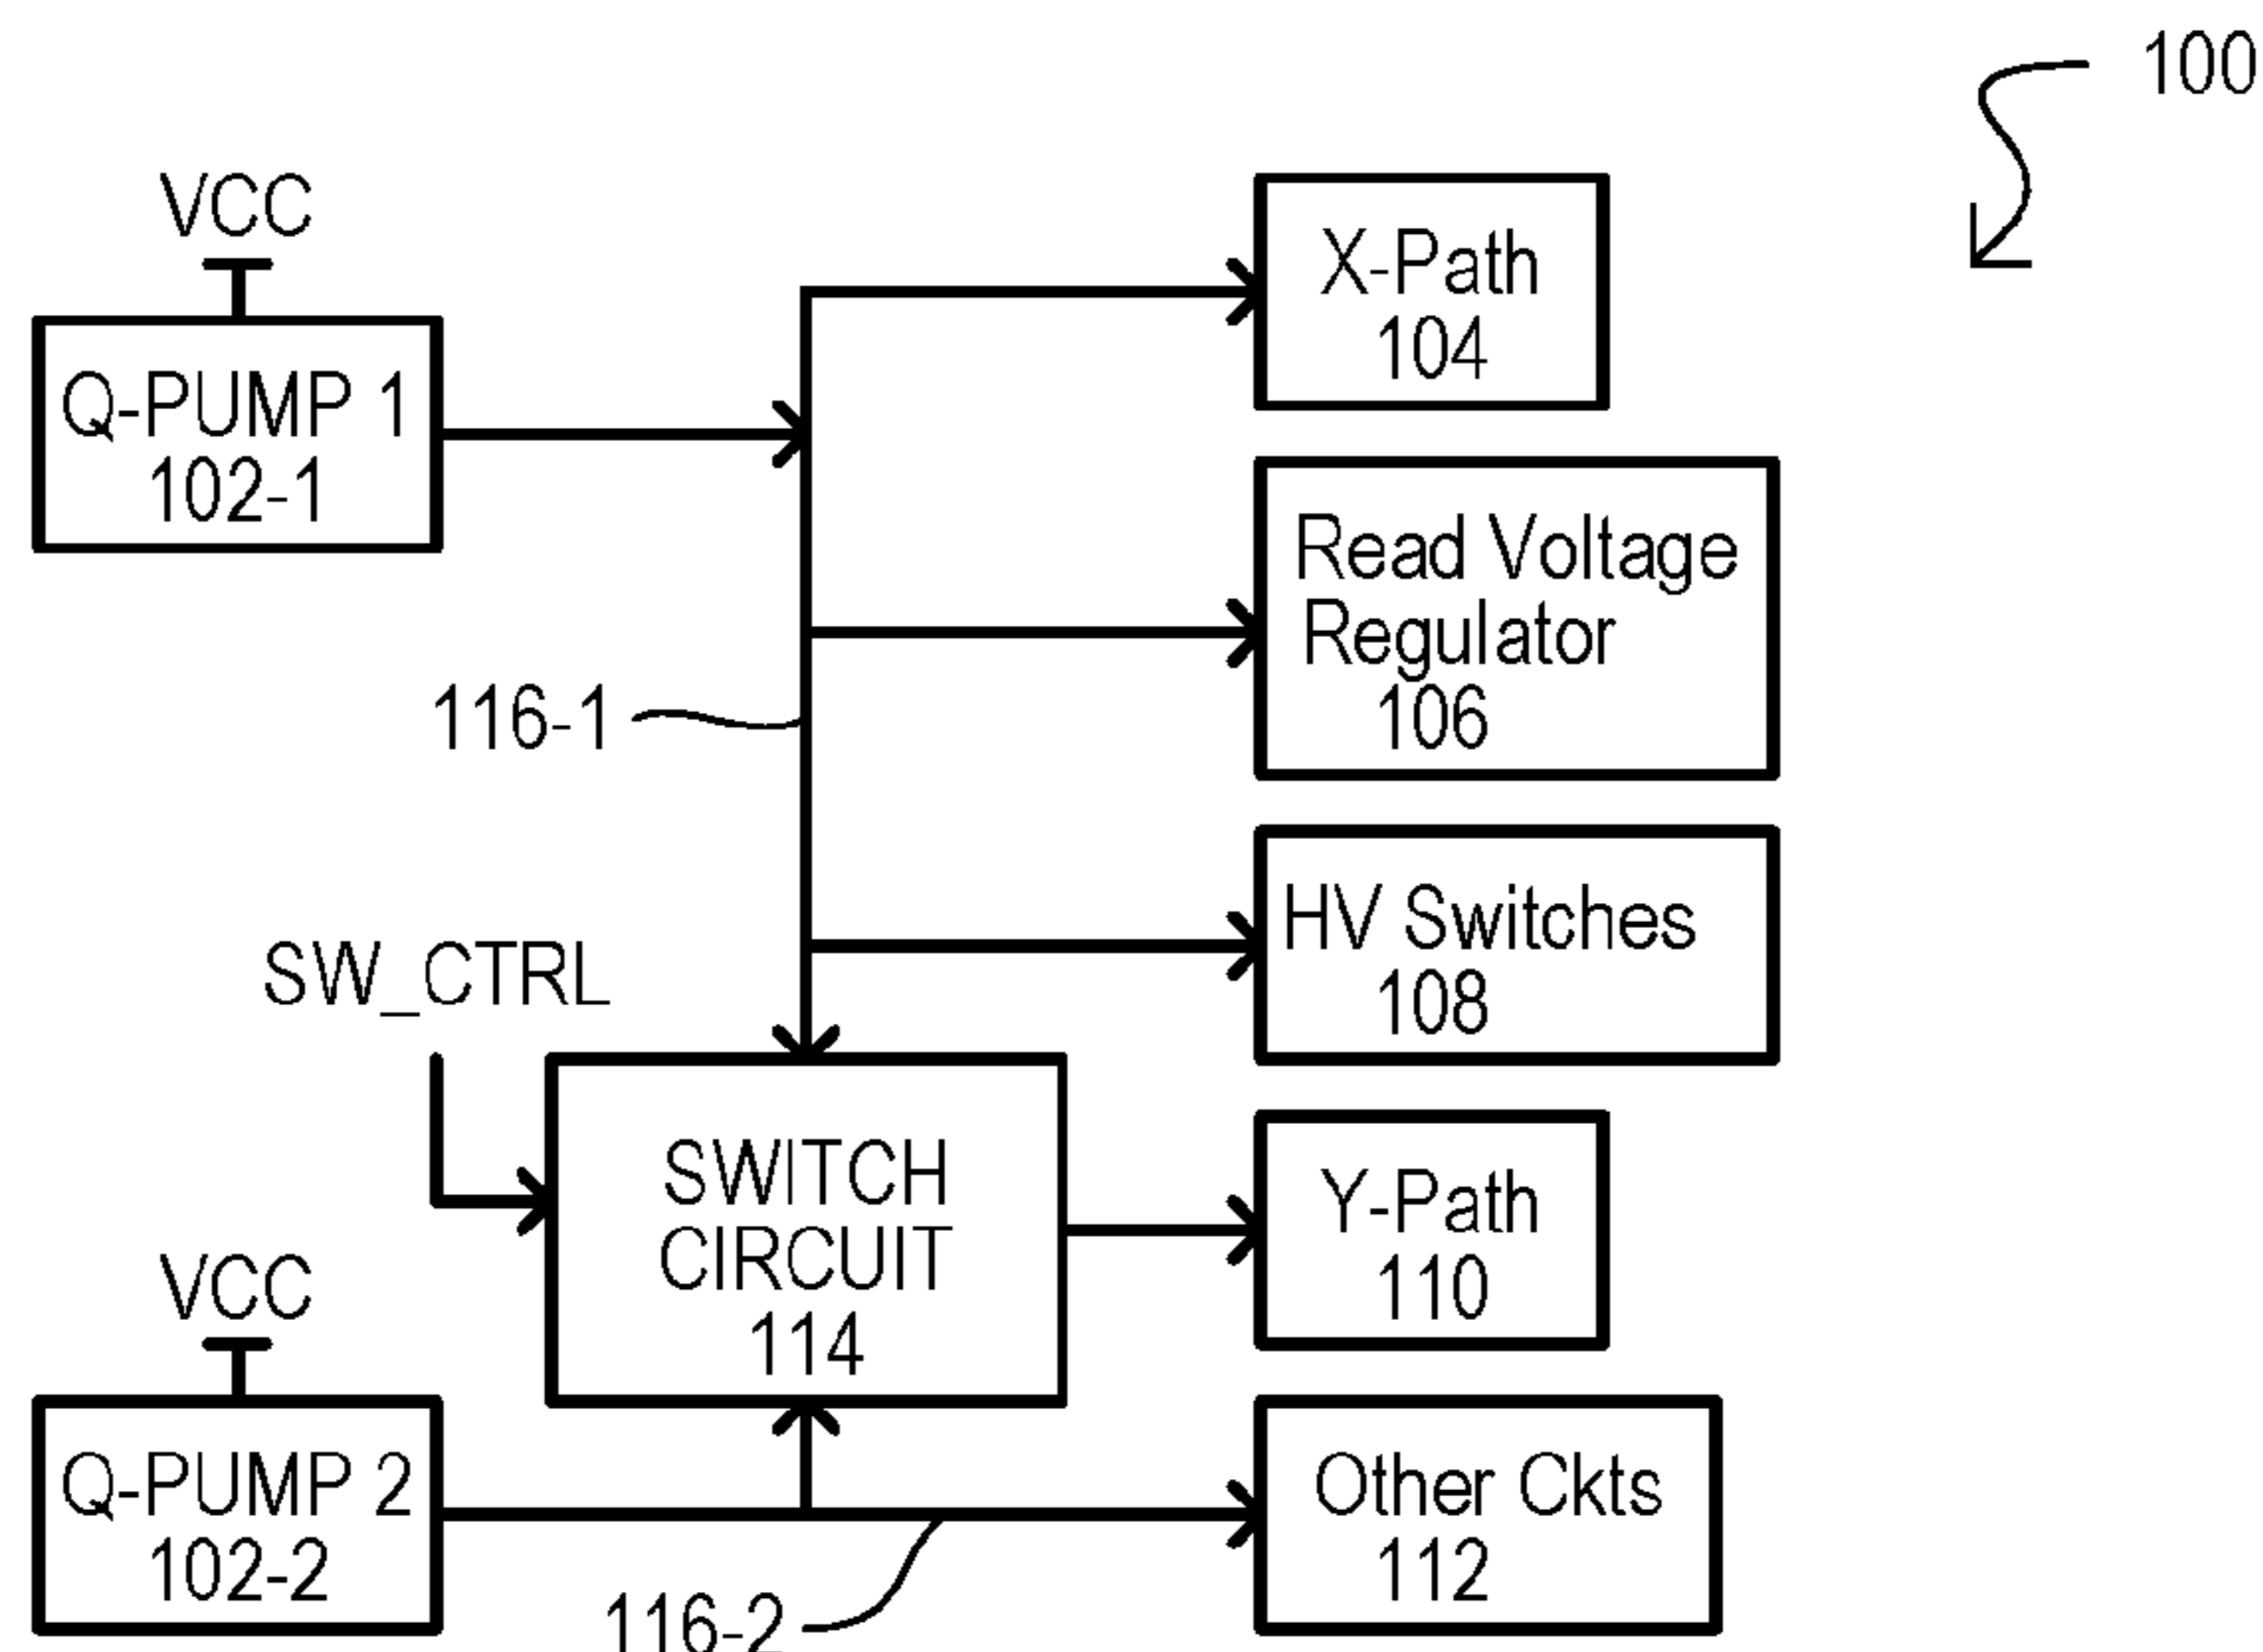 100
VCC
X-Path
104
Q-PUMP 1
102-1
Read Voltage
Regulator
106
116-1
HV Switches
108
SW_CTRL
SWITCH
CIRCUIT
114
Y-Path
110
VCC
Q-PUMP 2
102-2
Other Ckts
112
116-2